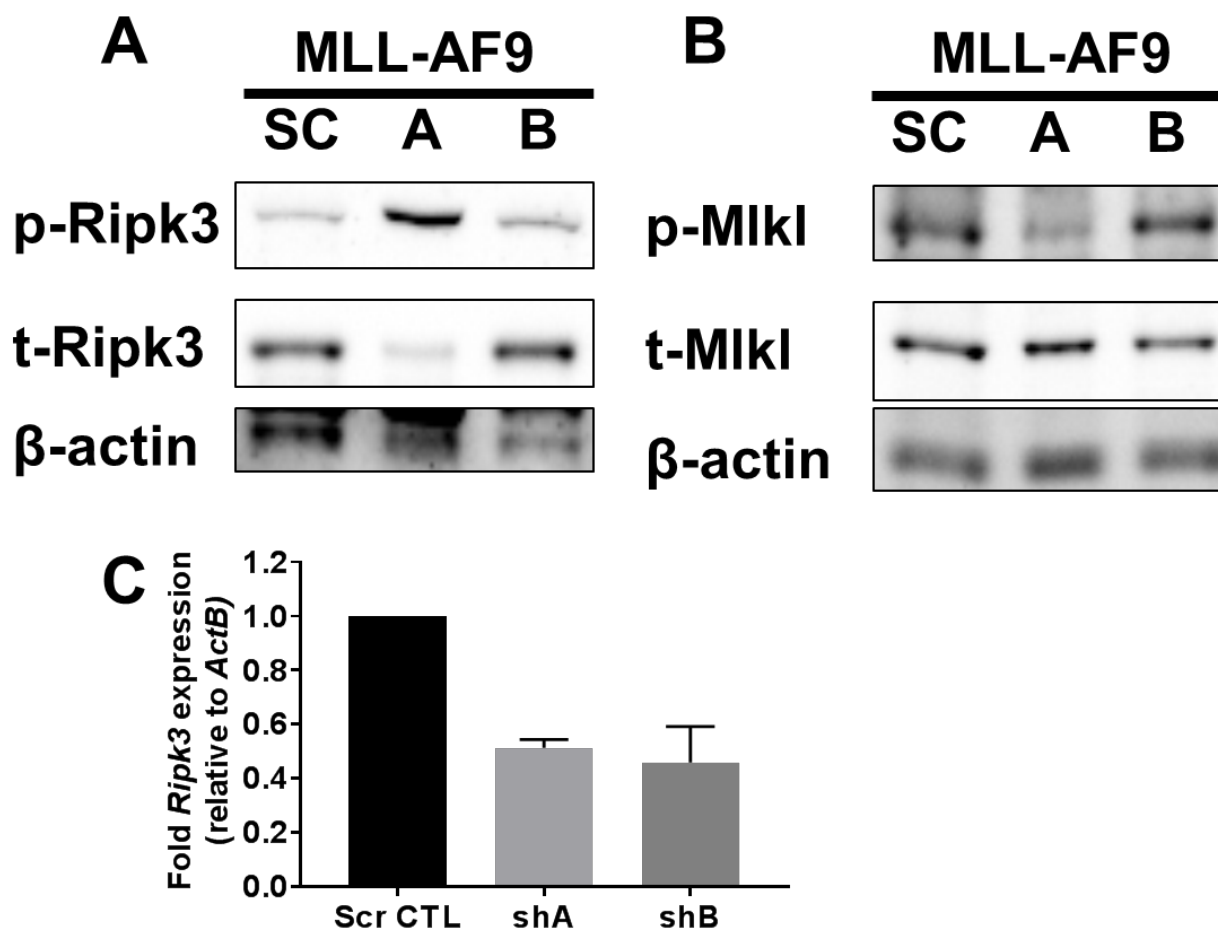 A
MLL-AF9
SC A B
p-Ripk3
t-Ripk3
β-actin
B
MLL-AF9
SC A B
p-Mlkl
t-Mlkl
β-actin
C
Fold Ripk3 expression
(relative to ActB)
1.2
1.0
0.8
0.6
0.4
0.2
0.0
Scr CTL shA shB